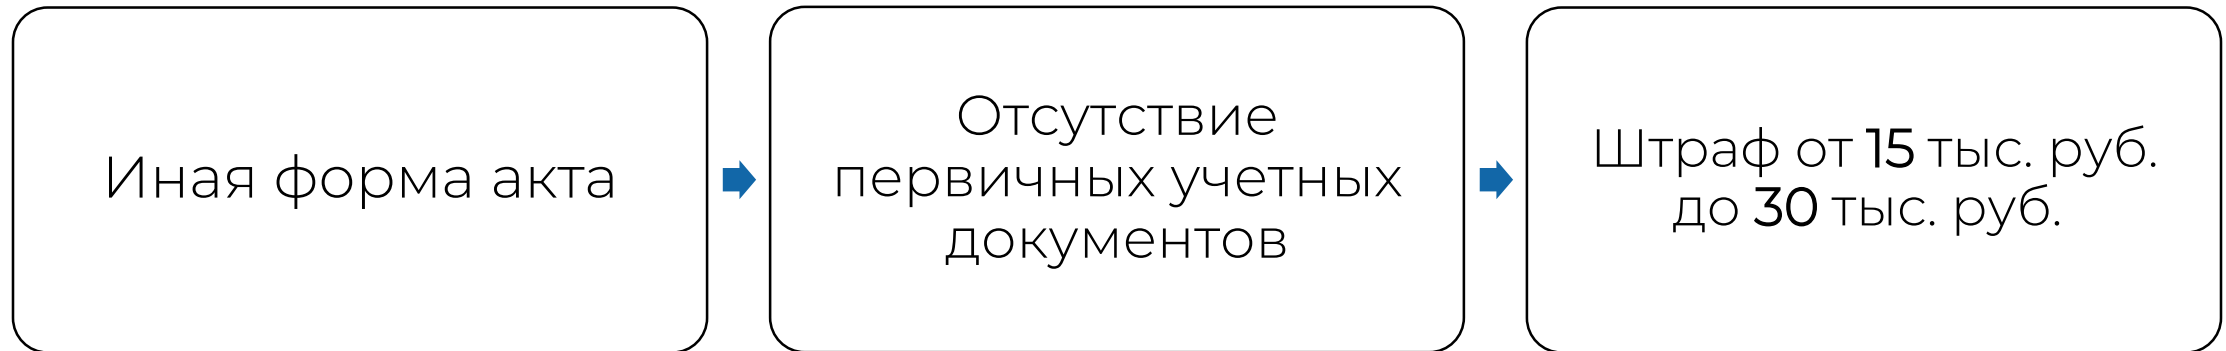 Иная форма акта
Отсутствие
первичных учетных
документов
Штраф от 15 тыс. руб.
до 30 тыс. руб.